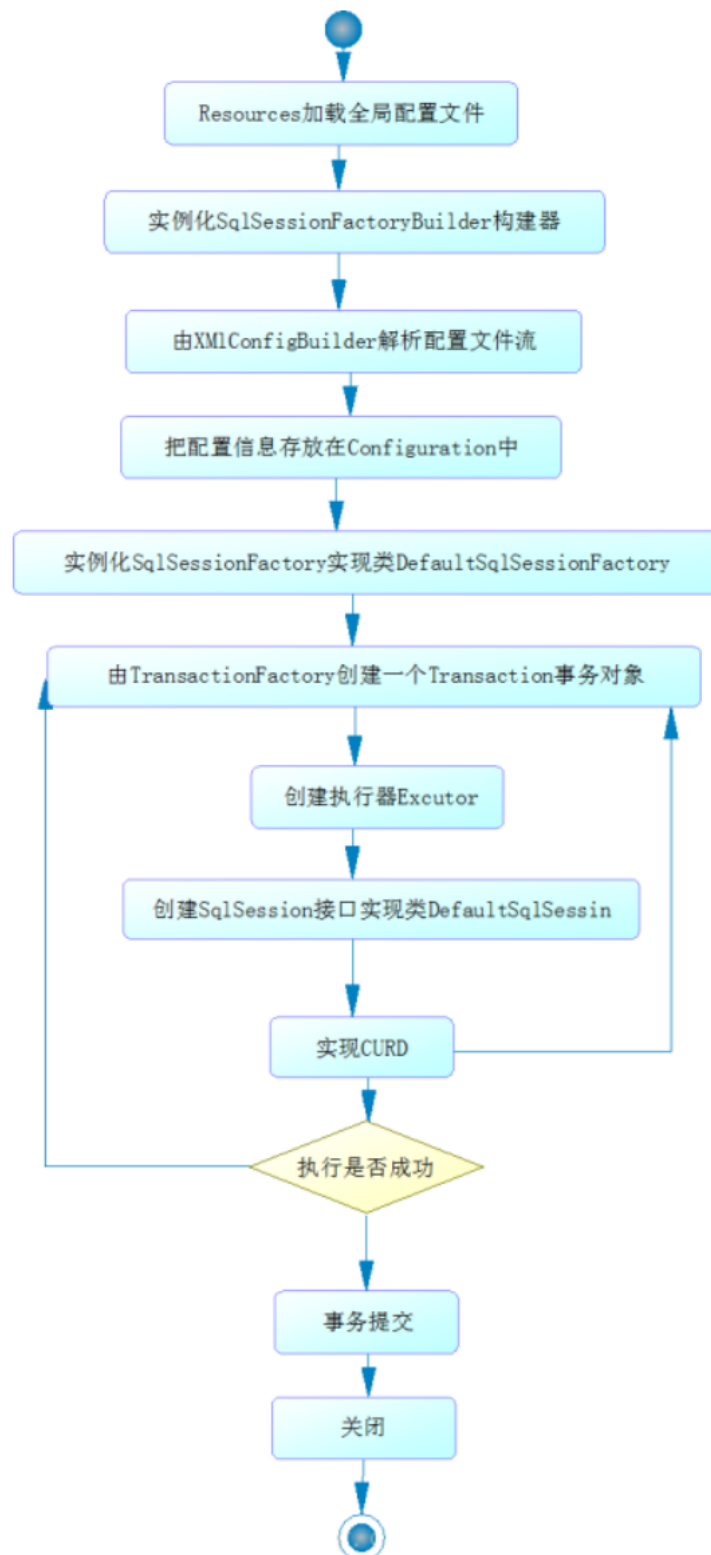 Resources加载全局配置文件
实例化SqlSessionFactoryBuilder构建器
由XMlConfigBuilder解析配置文件流
把配置信息存放在Configuration中
实例化SqlSessionFactory实现类DefaultSqlSessionFactory
由TransactionFactory创建一个Transaction事务对象
创建执行器Excutor
创建SqlSession接口实现类DefaultSqlSessin
实现CURD
执行是否成功
事务提交
关闭